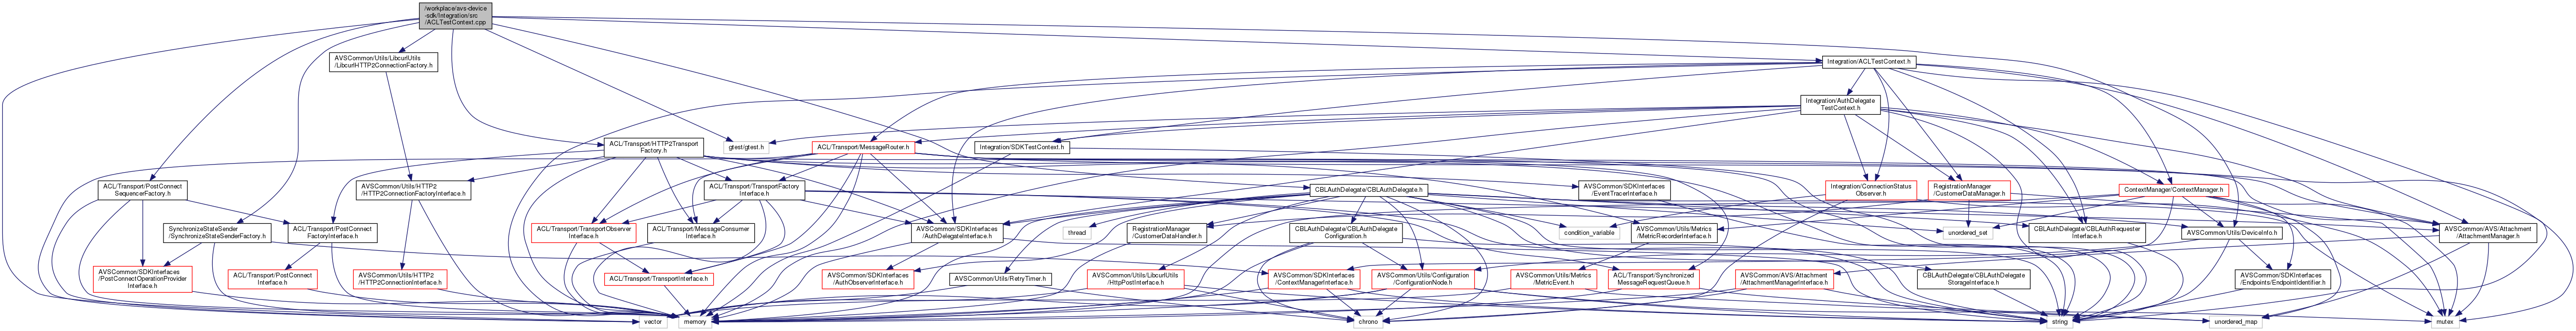 /workplace/avs-device
-sdk/Integration/src
/ACLTestContext.cpp
AVSCommon/Utils/LibcurlUtils
/LibcurlHTTP2ConnectionFactory.h
Integration/ACLTestContext.h
Integration/AuthDelegate
TestContext.h
ACL/Transport/HTTP2Transport
Factory.h
gtest/gtest.h
ACL/Transport/MessageRouter.h
Integration/SDKTestContext.h
ACL/Transport/PostConnect
SequencerFactory.h
AVSCommon/Utils/HTTP2
/HTTP2ConnectionFactoryInterface.h
ACL/Transport/TransportFactory
Interface.h
CBLAuthDelegate/CBLAuthDelegate.h
AVSCommon/SDKInterfaces
/EventTracerInterface.h
Integration/ConnectionStatus
Observer.h
RegistrationManager
/CustomerDataManager.h
ContextManager/ContextManager.h
SynchronizeStateSender
/SynchronizeStateSenderFactory.h
ACL/Transport/PostConnect
FactoryInterface.h
ACL/Transport/TransportObserver
Interface.h
ACL/Transport/MessageConsumer
Interface.h
AVSCommon/SDKInterfaces
/AuthDelegateInterface.h
thread
RegistrationManager
/CustomerDataHandler.h
CBLAuthDelegate/CBLAuthDelegate
Configuration.h
condition_variable
AVSCommon/Utils/Metrics
/MetricRecorderInterface.h
unordered_set
CBLAuthDelegate/CBLAuthRequester
Interface.h
AVSCommon/Utils/DeviceInfo.h
AVSCommon/AVS/Attachment
/AttachmentManager.h
AVSCommon/SDKInterfaces
/PostConnectOperationProvider
Interface.h
ACL/Transport/PostConnect
Interface.h
AVSCommon/Utils/HTTP2
/HTTP2ConnectionInterface.h
ACL/Transport/TransportInterface.h
AVSCommon/SDKInterfaces
/AuthObserverInterface.h
AVSCommon/Utils/RetryTimer.h
AVSCommon/Utils/LibcurlUtils
/HttpPostInterface.h
AVSCommon/SDKInterfaces
/ContextManagerInterface.h
AVSCommon/Utils/Configuration
/ConfigurationNode.h
AVSCommon/Utils/Metrics
/MetricEvent.h
ACL/Transport/Synchronized
MessageRequestQueue.h
AVSCommon/AVS/Attachment
/AttachmentManagerInterface.h
CBLAuthDelegate/CBLAuthDelegate
StorageInterface.h
AVSCommon/SDKInterfaces
/Endpoints/EndpointIdentifier.h
vector
memory
chrono
string
unordered_map
mutex